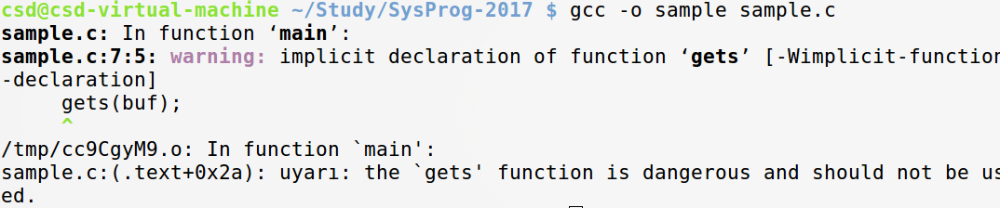 csd@csd-virtual-machine ~/Study/SysProg-2017 $ gcc -o sample sample.c
sample.c: In function ‘main’:
sample.c:7:5: warning: implicit declaration of function ‘gets’ [-Wimplicit-function
-declaration]
     gets(buf);
     ^
/tmp/cc9CgyM9.o: In function `main':
sample.c:(.text+0x2a): uyarı: the `gets' function is dangerous and should not be us
ed.